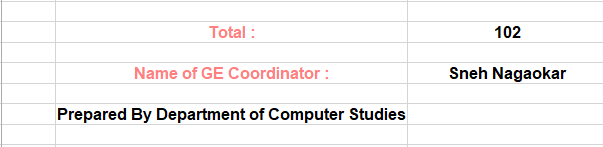 Total : 102
Name of GE Coordinator : Sneh Nagaokar
Prepared By Department of Computer Studies